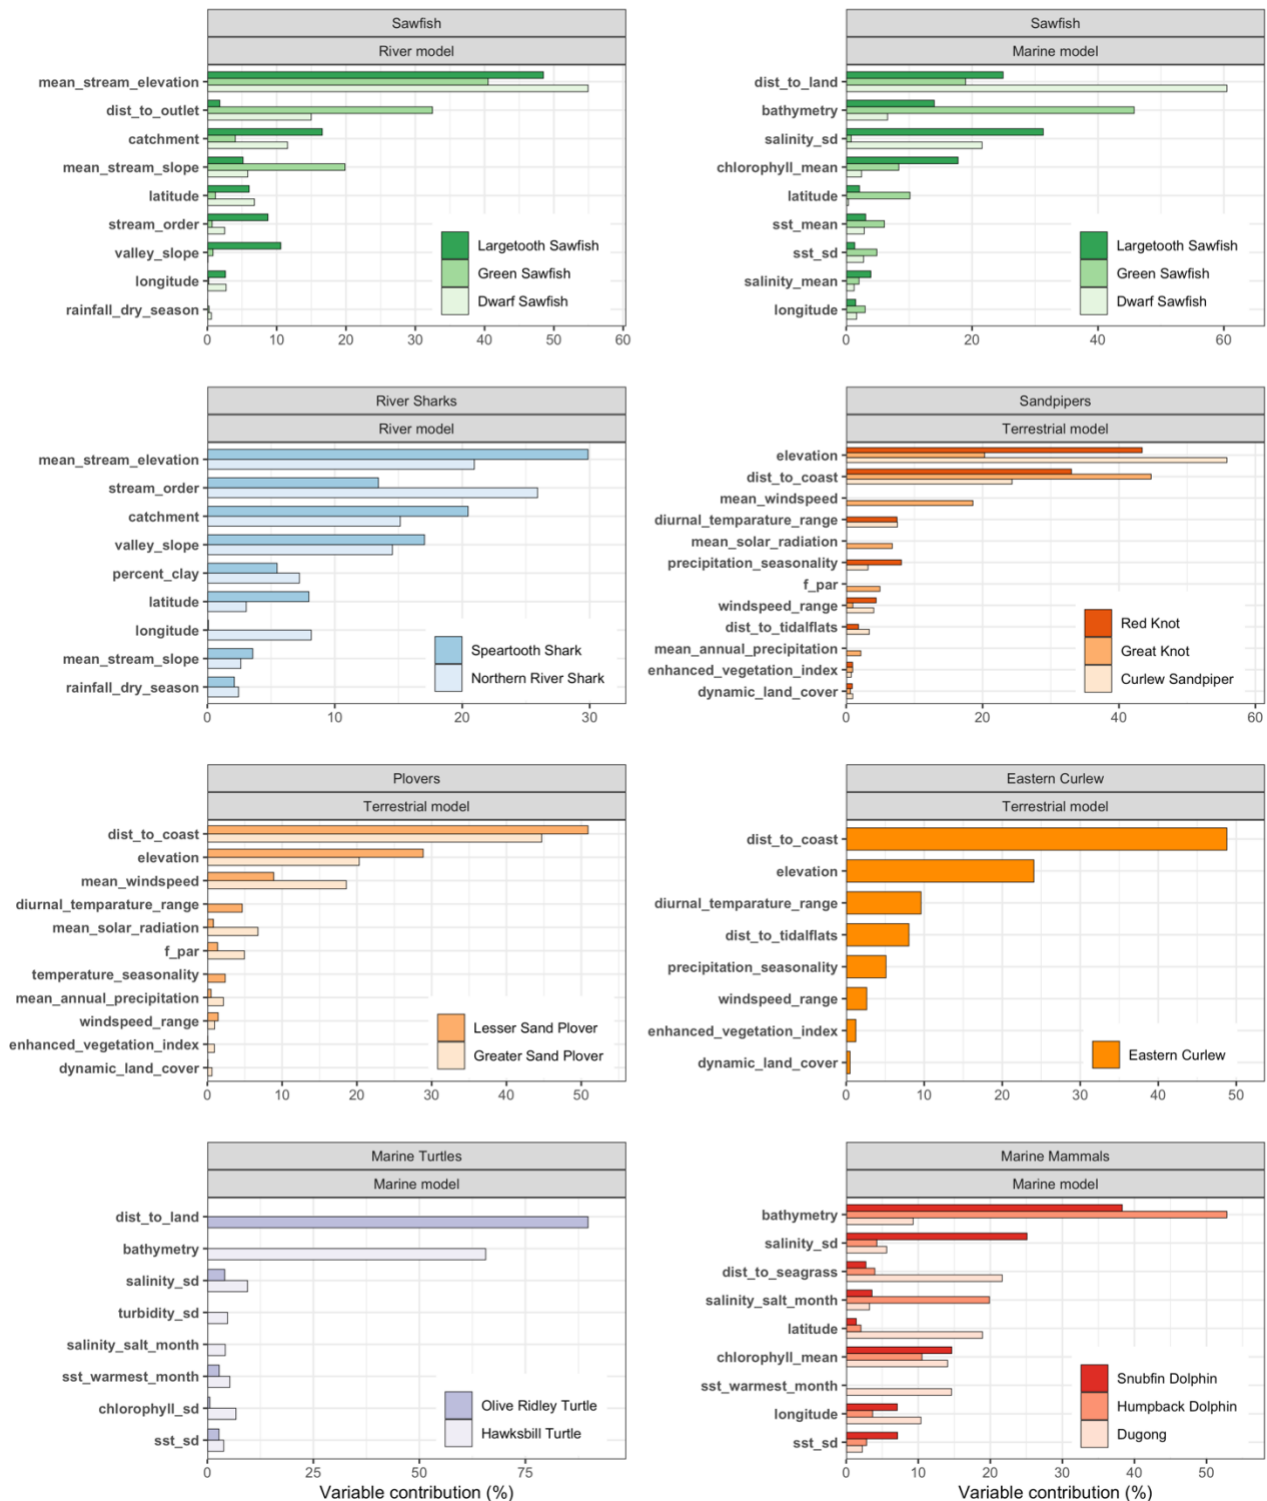 Sawfish
River model
mean_stream_elevation
dist_to_outlet
catchment
mean_stream_slope
latitude
stream_order
valley_slope
longitude
rainfall_dry_season
Largetooth Sawfish
Green Sawfish
Dwarf Sawfish
0 10 20 30 40 50 60
Sawfish
Marine model
dist_to_land
bathymetry
salinity_sd
chlorophyll_mean
latitude
sst_mean
sst_sd
salinity_mean
longitude
Largetooth Sawfish
Green Sawfish
Dwarf Sawfish
0 20 40 60
River Sharks
River model
mean_stream_elevation
stream_order
catchment
valley_slope
percent_clay
latitude
longitude
mean_stream_slope
rainfall_dry_season
Speartooth Shark
Northern River Shark
0 10 20 30
Sandpipers
Terrestrial model
elevation
dist_to_coast
mean_windspeed
diurnal_temparature_range
mean_solar_radiation
precipitation_seasonality
f_par
windspeed_range
dist_to_tidalflats
mean_annual_precipitation
enhanced_vegetation_index
dynamic_land_cover
Red Knot
Great Knot
Curlew Sandpiper
0 20 40 60
Plovers
Terrestrial model
dist_to_coast
elevation
mean_windspeed
diurnal_temparature_range
mean_solar_radiation
f_par
temperature_seasonality
mean_annual_precipitation
windspeed_range
enhanced_vegetation_index
dynamic_land_cover
Lesser Sand Plover
Greater Sand Plover
0 10 20 30 40 50
Eastern Curlew
Terrestrial model
dist_to_coast
elevation
diurnal_temparature_range
dist_to_tidalflats
precipitation_seasonality
windspeed_range
enhanced_vegetation_index
dynamic_land_cover
Eastern Curlew
0 10 20 30 40 50
Marine Turtles
Marine model
dist_to_land
bathymetry
salinity_sd
turbidity_sd
salinity_salt_month
sst_warmest_month
chlorophyll_sd
sst_sd
Olive Ridley Turtle
Hawksbill Turtle
0 25 50 75
Variable contribution (%)
Marine Mammals
Marine model
bathymetry
salinity_sd
dist_to_seagrass
salinity_salt_month
latitude
chlorophyll_mean
sst_warmest_month
longitude
sst_sd
Snubfin Dolphin
Humpback Dolphin
Dugong
0 10 20 30 40 50
Variable contribution (%)